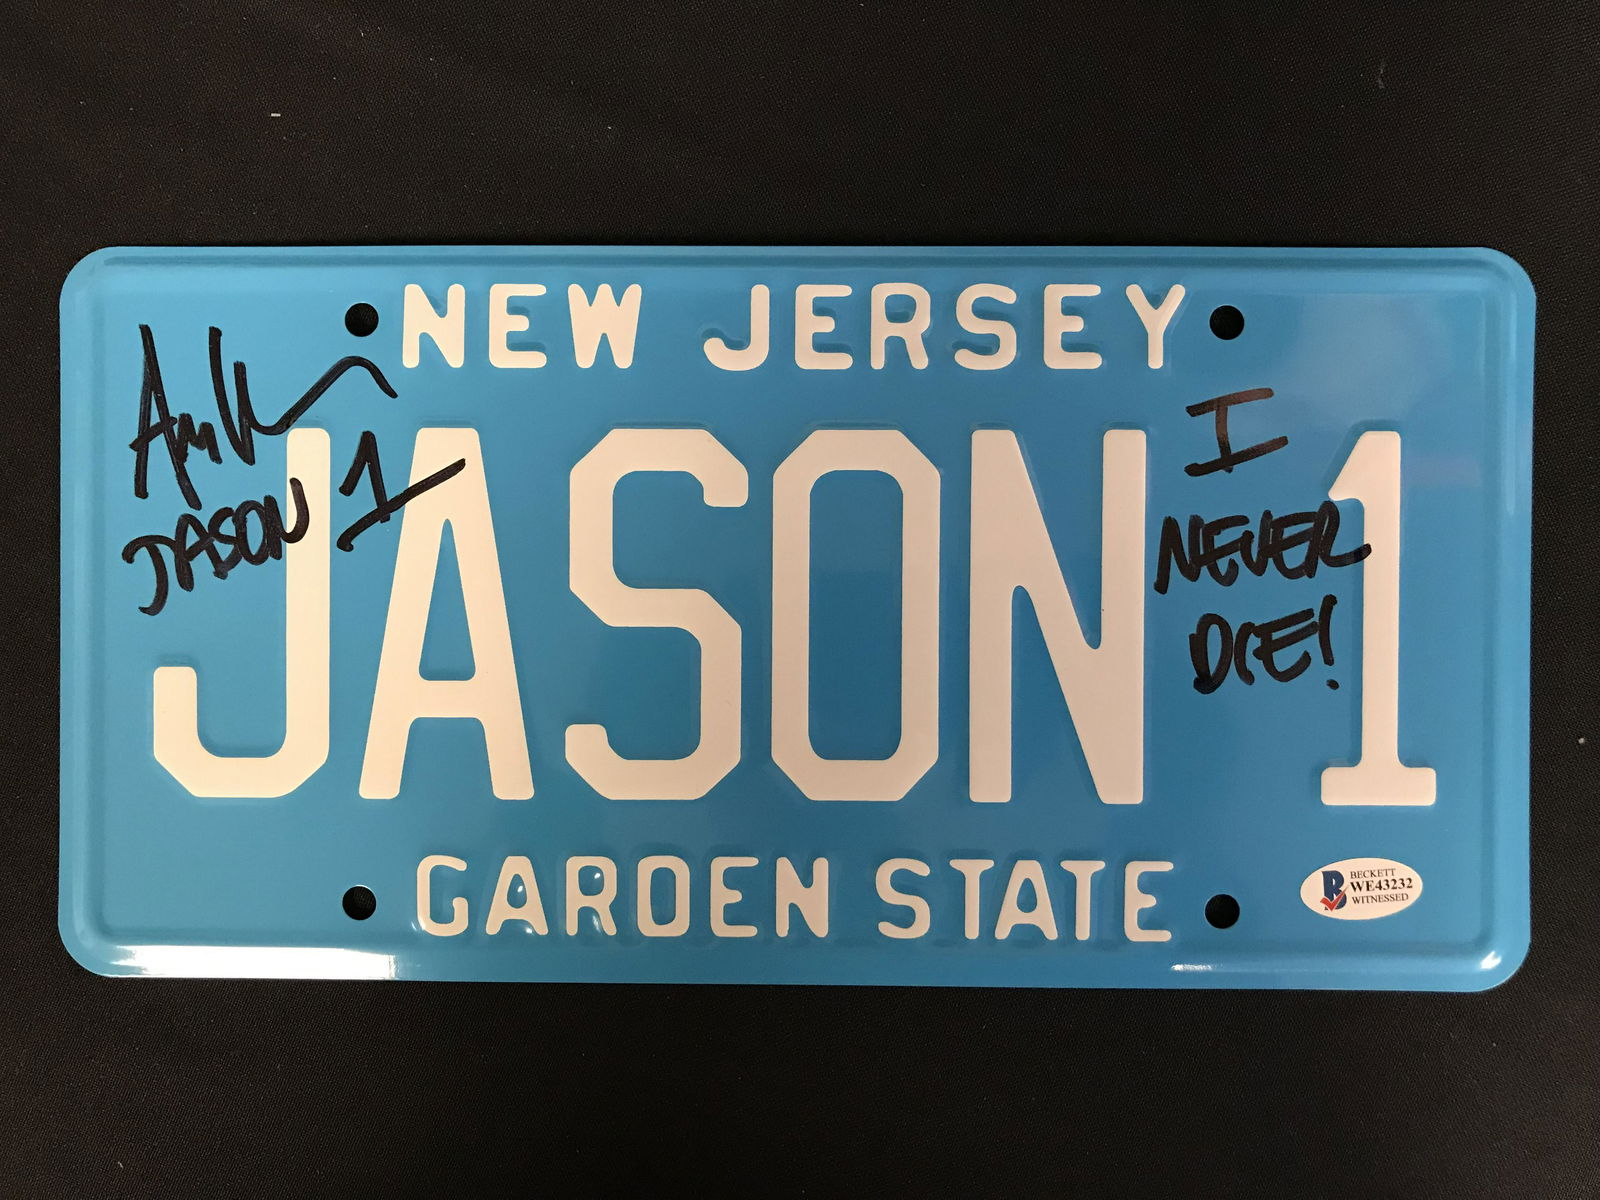 NEW JERSEY
JASON 1
JASON 1
I
NEVER
DIE!
GARDEN STATE
BECKETT
WE43232
WITNESSED